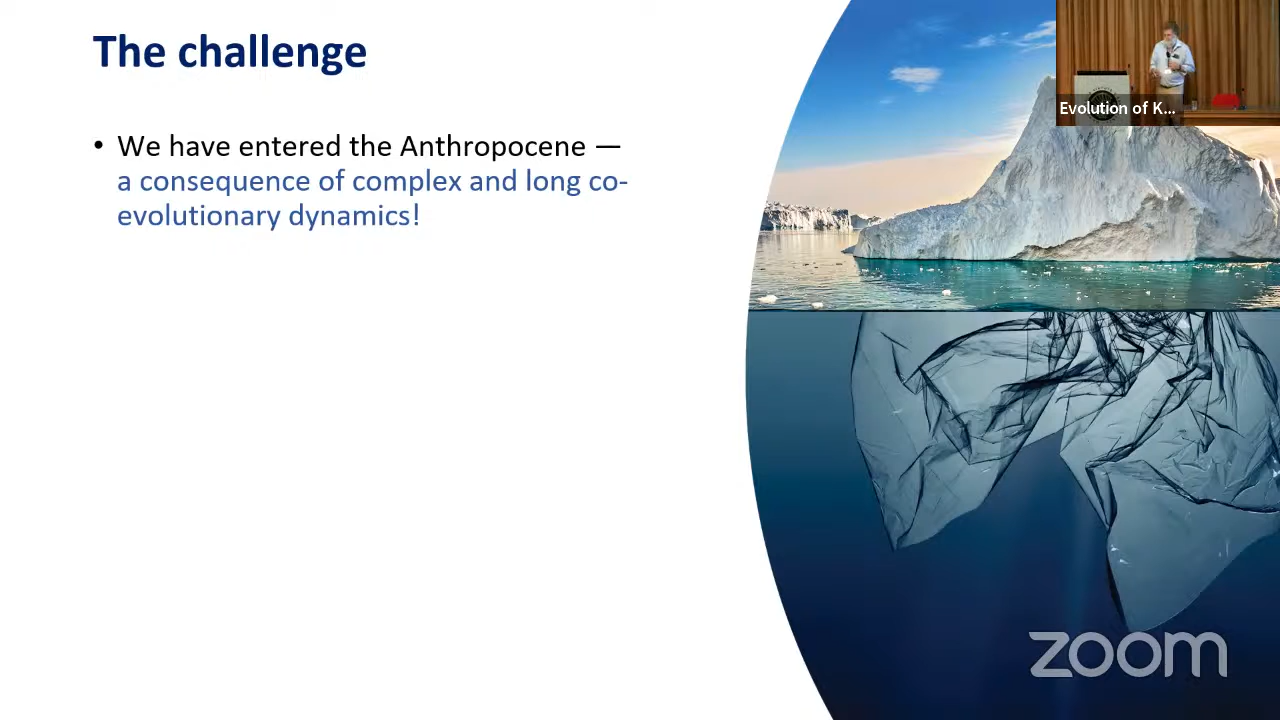 The challenge
• We have entered the Anthropocene —
a consequence of complex and long co-
evolutionary dynamics!
Evolution of K...
zoom